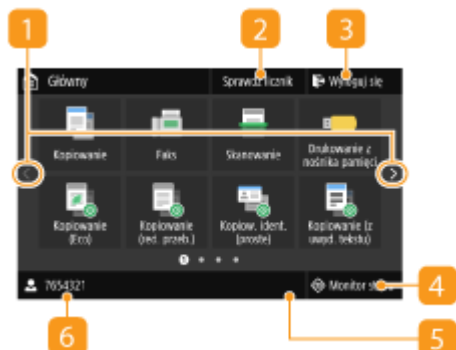 1
2
3
Główny
Sprawdź licznik
Wyloguj się
Kopiowanie
Faks
Skanowanie
Drukowanie z
nośnika pamięci
Kopiowanie
(Eco)
Kopiowanie
(red. przeb.)
Kopiow. ident.
(proste)
Kopiowanie (z
uwyd. tekstu)
1
7654321
Monitor
4
6
5